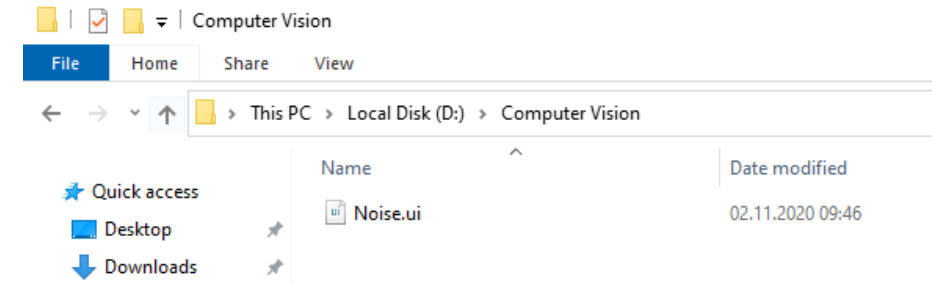 Computer Vision
File Home Share View
This PC > Local Disk (D:) > Computer Vision
Name Date modified
Quick access
Noise.ui 02.11.2020 09:46
Desktop
Downloads